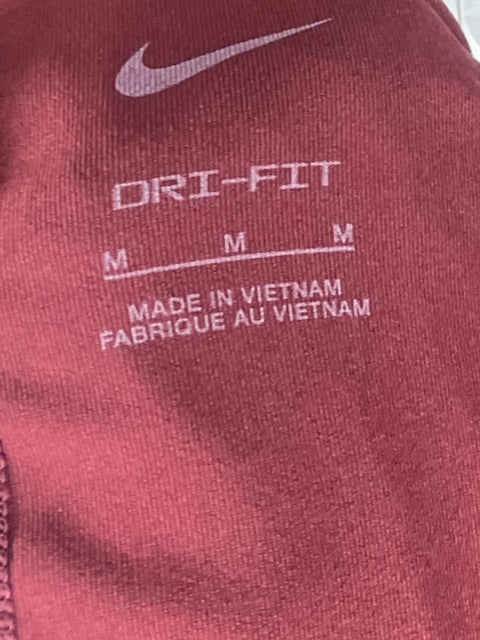 DRI-FIT
M M M
MADE IN VIETNAM
FABRIQUE AU VIETNAM